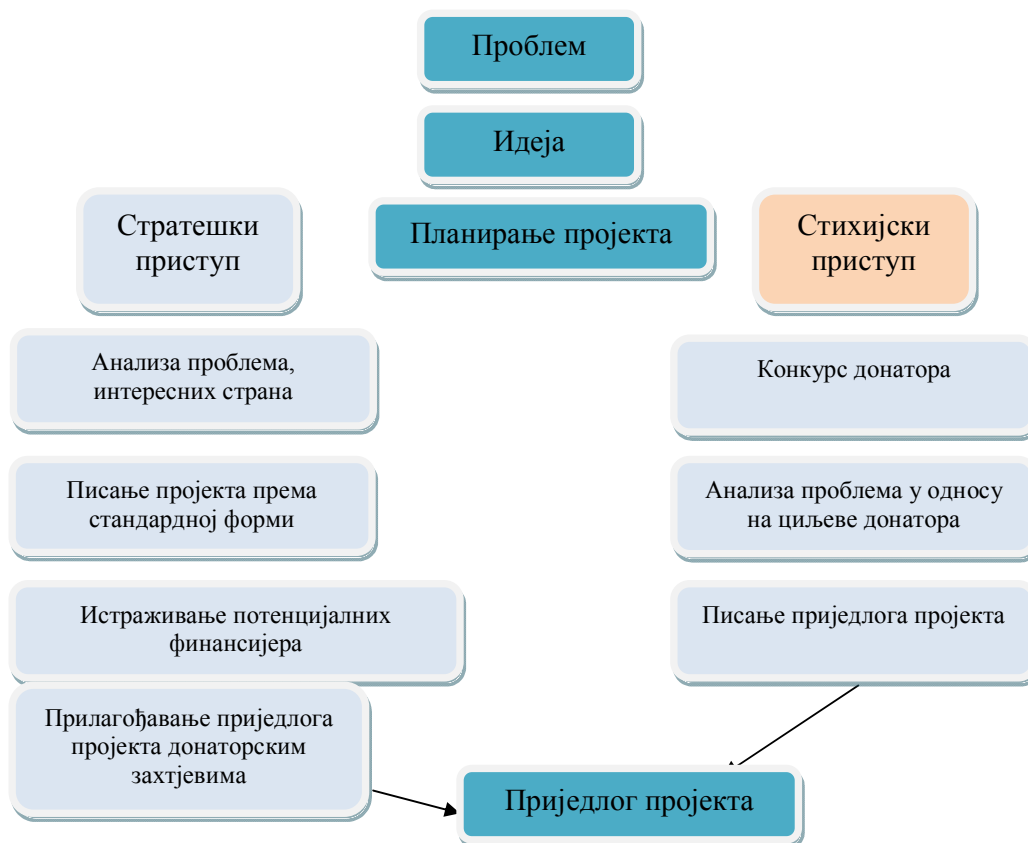 Проблем
Идеја
Планирање пројекта
Стратешки
приступ
Стихијски
приступ
Анализа проблема,
интересних страна
Конкурс донатора
Писање пројекта према
стандардној форми
Анализа проблема у односу
на циљеве донатора
Истраживање потенцијалних
финансијера
Писање приједлога пројекта
Прилагођавање приједлога
пројекта донаторским
захтјевима
Приједлог пројекта